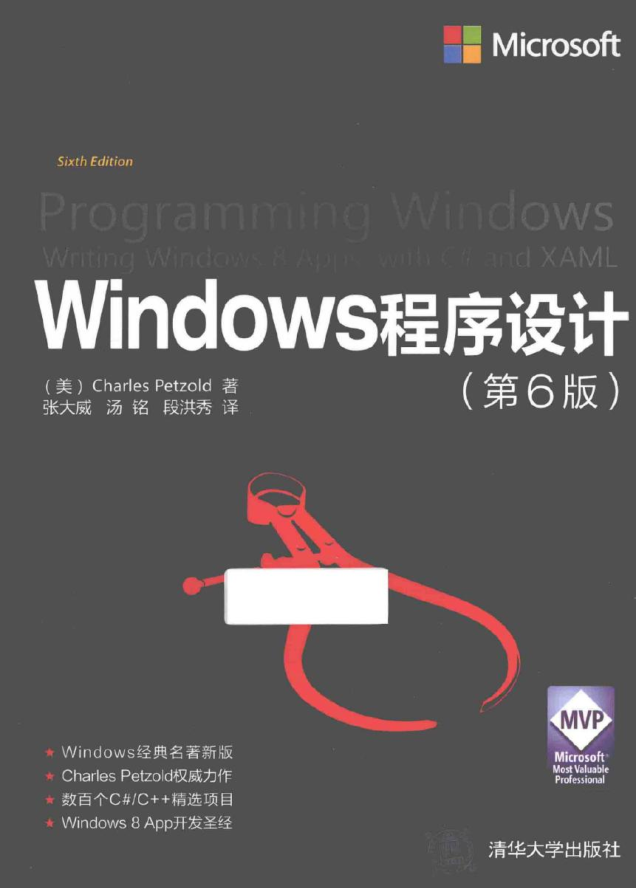 Microsoft
Sixth Edition
Programming Windows
Writing Windows 8 Apps with C# and XAML
Windows程序设计
(第6版)
(美) Charles Petzold 著
张大威 汤 铭 段洪秀 译
★ Windows经典名著新版
★ Charles Petzold权威力作
★ 数百个C#/C++精选项目
★ Windows 8 App开发圣经
MVP
Microsoft
Most Valuable
Professional
清华大学出版社